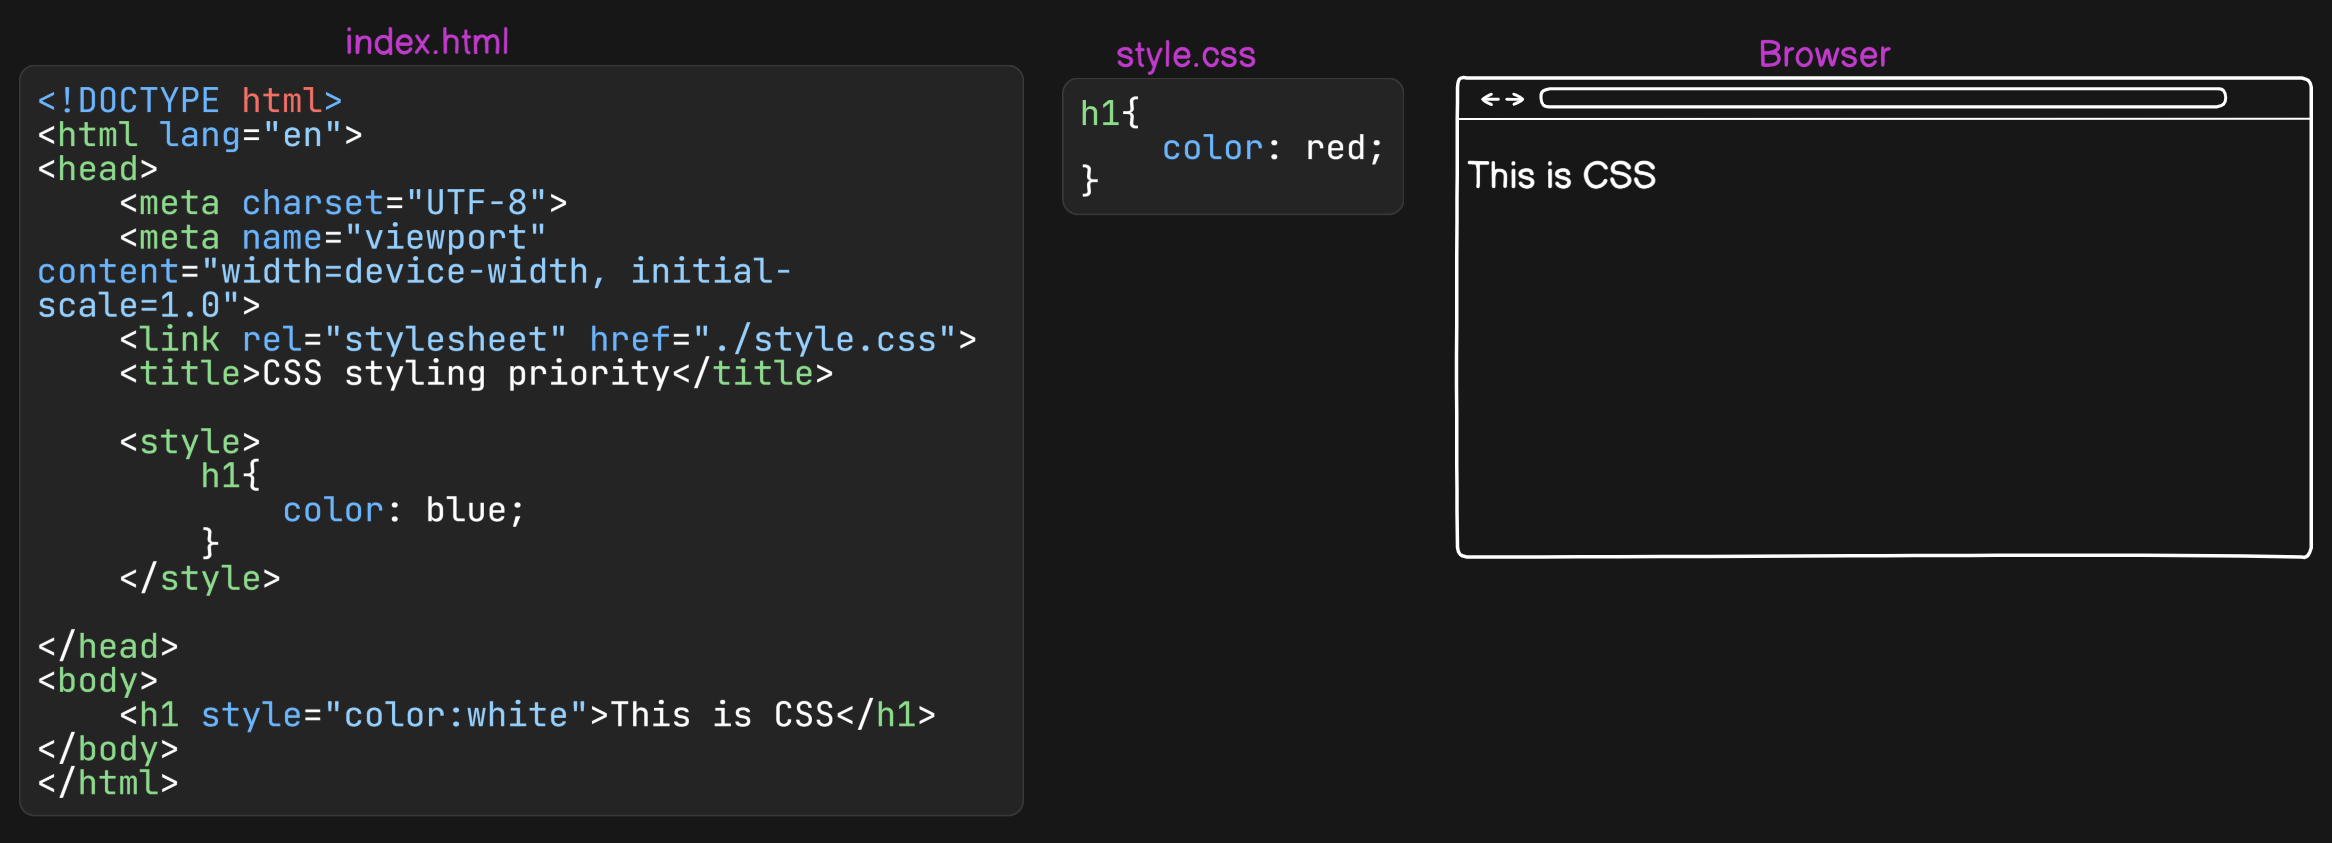 index.html
<!DOCTYPE html>
<html lang="en">
<head>
    <meta charset="UTF-8">
    <meta name="viewport"
content="width=device-width, initial-
scale=1.0">
    <link rel="stylesheet" href="./style.css">
    <title>CSS styling priority</title>

    <style>
        h1{
            color: blue;
        }
    </style>

</head>
<body>
    <h1 style="color:white">This is CSS</h1>
</body>
</html>
style.css
h1{
    color: red;
}
Browser
This is CSS